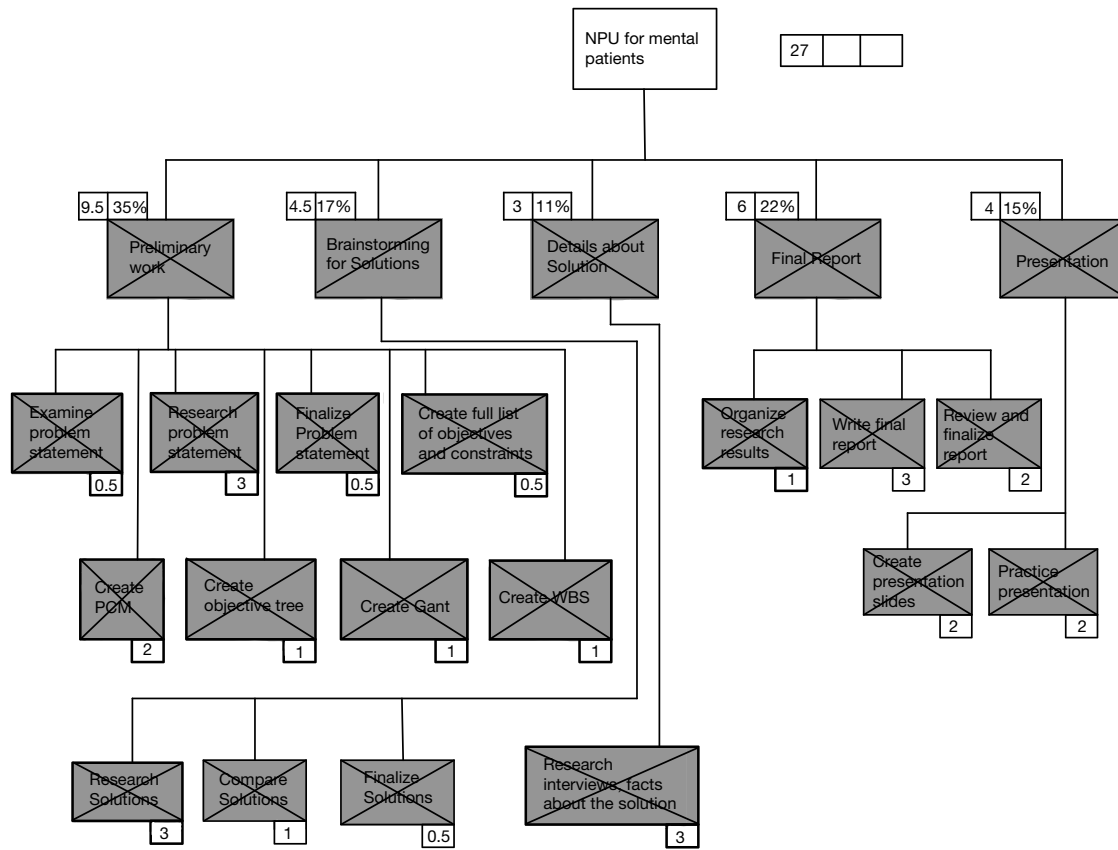 NPU for mental
patients
27
9.5 35%
Preliminary
work
4.5 17%
Brainstorming
for Solutions
3 11%
Details about
Solution
6 22%
Final Report
4 15%
Presentation
Examine
problem
statement
0.5
Research
problem
statement
3
Finalize
Problem
statement
0.5
Create full list
of objectives
and constraints
0.5
Organize
research
results
1
Write final
report
3
Review and
finalize
report
2
Create
PCM
2
Create
objective tree
1
Create Gant
1
Create WBS
1
Create
presentation
slides
2
Practice
presentation
2
Research
Solutions
3
Compare
Solutions
1
Finalize
Solutions
0.5
Research
interviews, facts
about the solution
3